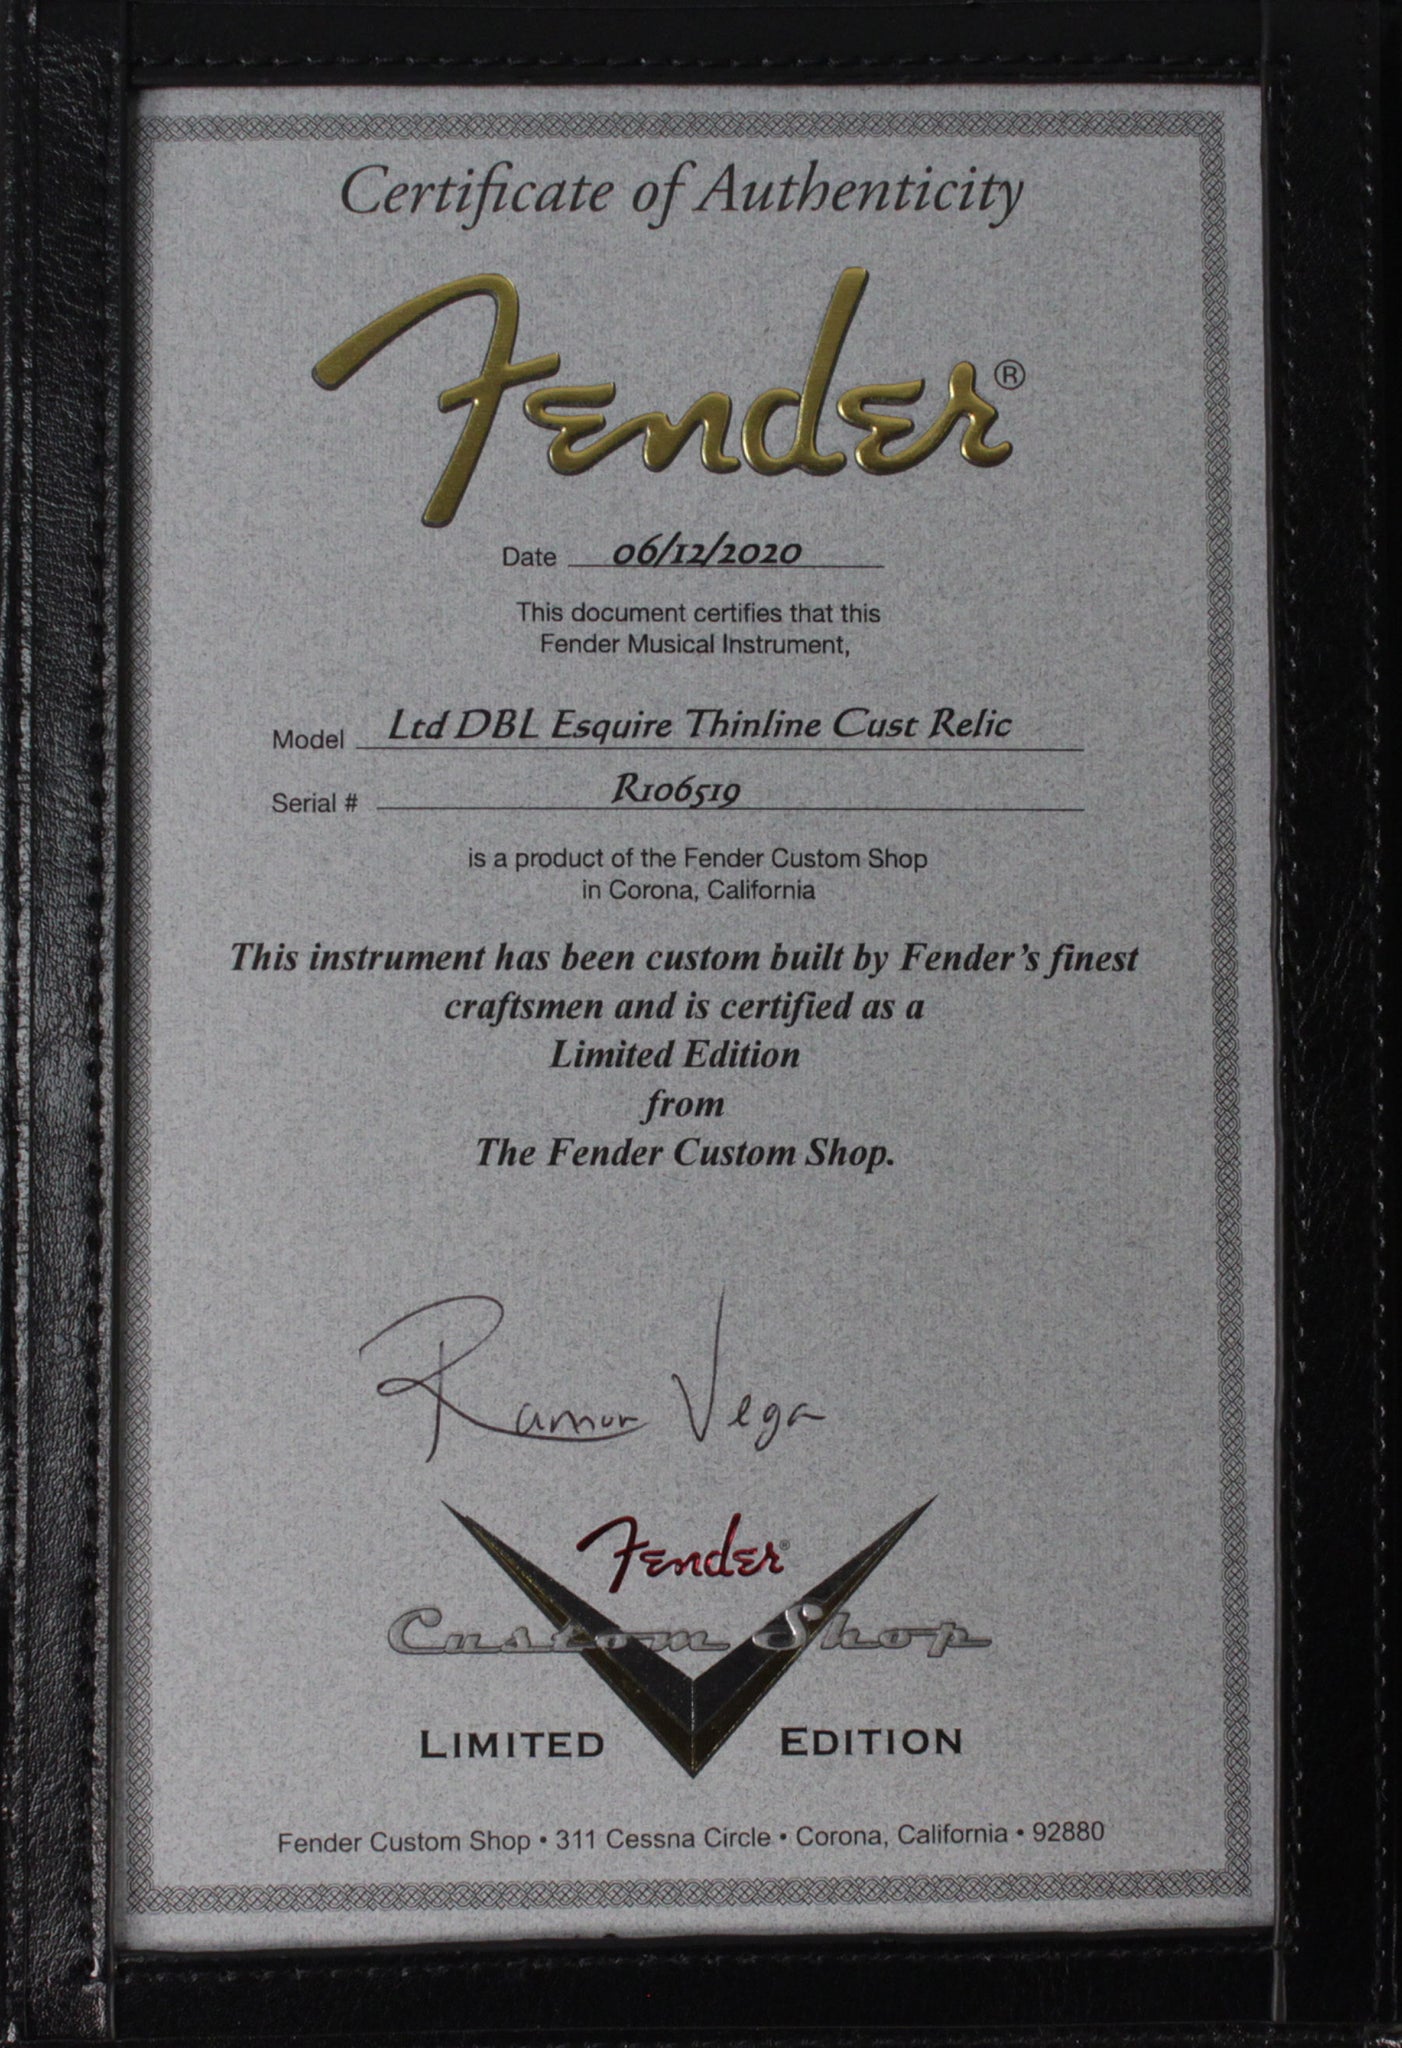 Certificate of Authenticity
Fender®
Date 06/12/2020
This document certifies that this
Fender Musical Instrument,
Model Ltd DBL Esquire Thinline Cust Relic
Serial # R106519
is a product of the Fender Custom Shop
in Corona, California
This instrument has been custom built by Fender's finest
craftsmen and is certified as a
Limited Edition
from
The Fender Custom Shop.
Ramon Vega
Fender®
Custom Shop
LIMITED EDITION
Fender Custom Shop • 311 Cessna Circle • Corona, California • 92880